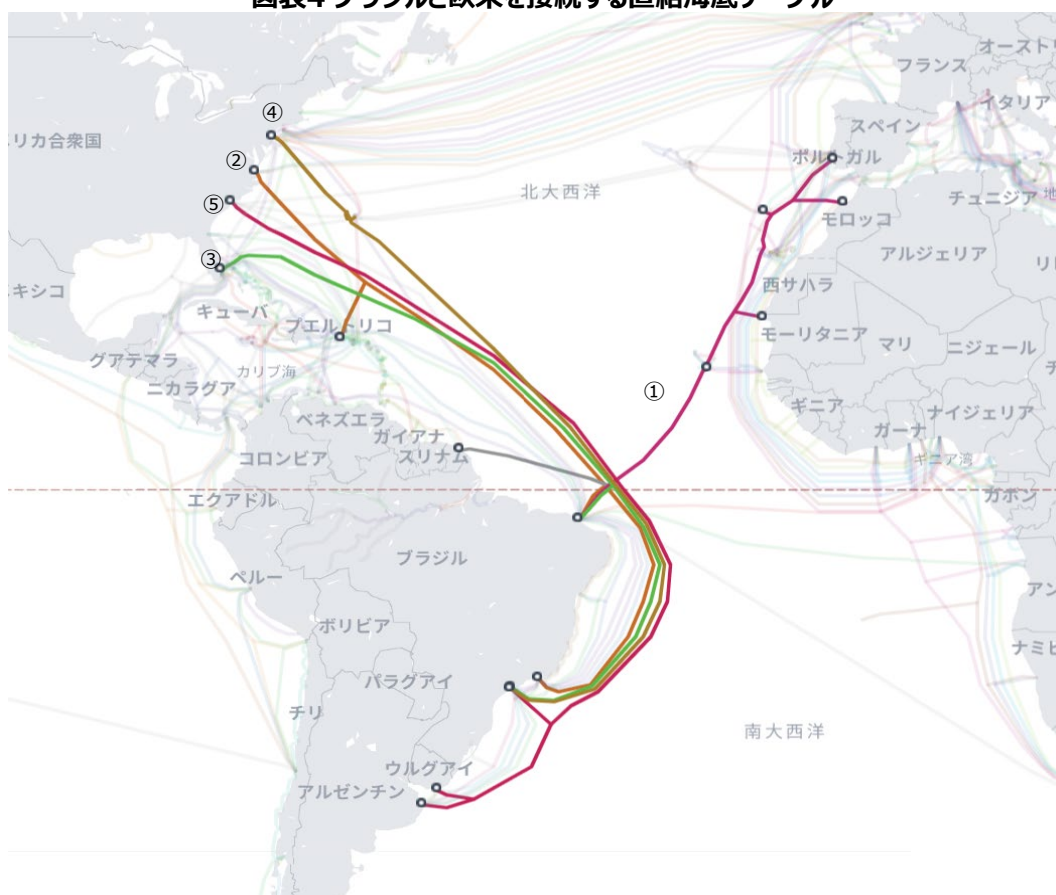 図表4 ブラジルと欧米を接続する直結海底ケーブル
オーストリ
フランス
イタリア
④
スペイン
リカ合衆国
②
ポルトガル
北大西洋
チュニジア
地
⑤
モロッコ
アルジェリア
リ
③
西サハラ
キシコ
キューバ
プエルトリコ
モーリタニア
マリ
ニジェール
グアテマラ
カリブ海
チ
ニカラグア
①
ギニア
ナイジェリア
ベネズエラ
ガーナ
ガイアナ
スリナム
コロンビア
ギニア湾
エクアドル
ガボン
ブラジル
ペルー
アン
ボリビア
ナミビ
パラグアイ
チリ
南大西洋
ウルグアイ
アルゼンチン